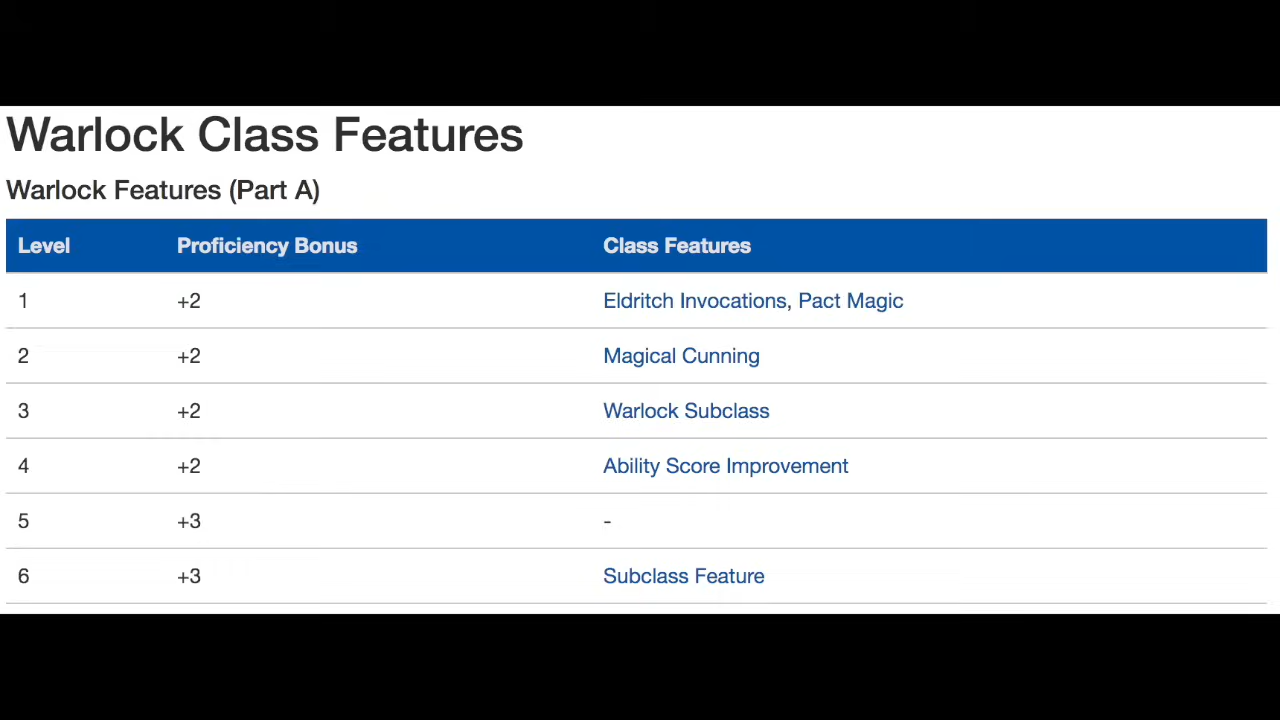 Warlock Class Features
Warlock Features (Part A)
Level Proficiency Bonus Class Features
1 +2 Eldritch Invocations, Pact Magic
2 +2 Magical Cunning
3 +2 Warlock Subclass
4 +2 Ability Score Improvement
5 +3 -
6 +3 Subclass Feature